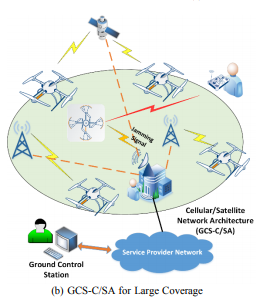 Jamming
Signal
Cellular/Satellite
Network Architecture
(GCS-C/SA)
Service Provider Network
Ground Control
Station
(b) GCS-C/SA for Large Coverage